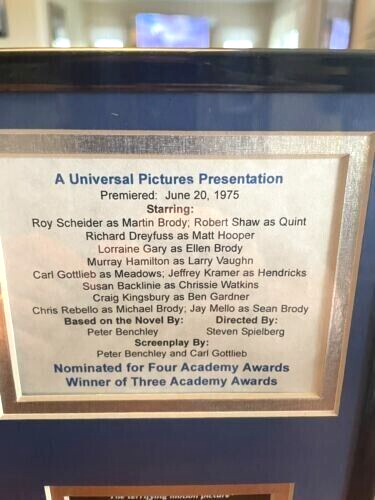 A Universal Pictures Presentation
Premiered: June 20, 1975
Starring:
Roy Scheider as Martin Brody; Robert Shaw as Quint
Richard Dreyfuss as Matt Hooper
Lorraine Gary as Ellen Brody
Murray Hamilton as Larry Vaughn
Carl Gottlieb as Meadows; Jeffrey Kramer as Hendricks
Susan Backlinie as Chrissie Watkins
Craig Kingsbury as Ben Gardner
Chris Rebello as Michael Brody; Jay Mello as Sean Brody
Based on the Novel By: Directed By:
Peter Benchley Steven Spielberg
Screenplay By:
Peter Benchley and Carl Gottlieb
Nominated for Four Academy Awards
Winner of Three Academy Awards
The terrifying motion picture